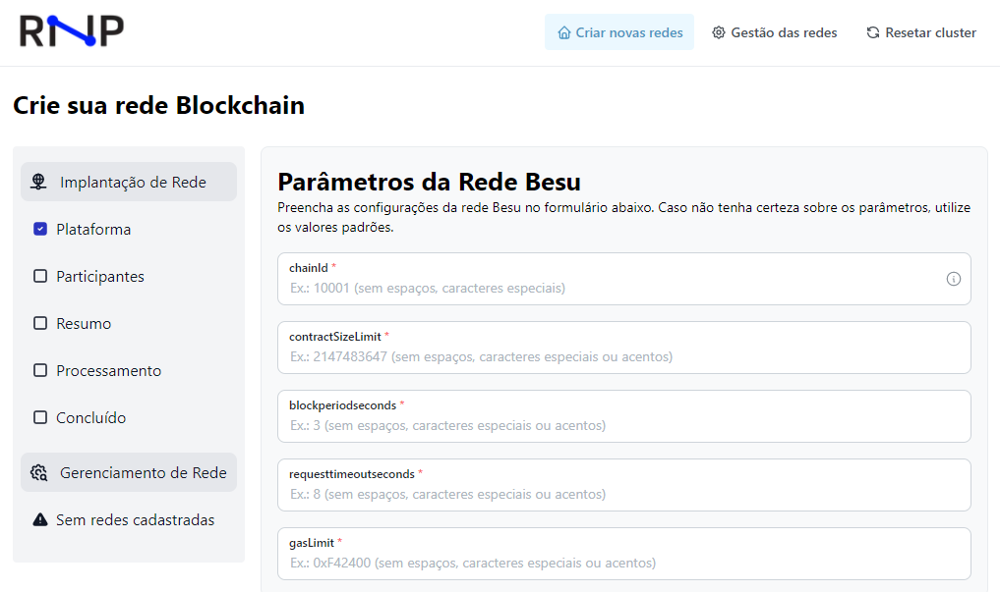 RNP
Criar novas redes
Gestão das redes
Resetar cluster
Crie sua rede Blockchain
Implantação de Rede
Plataforma
Participantes
Resumo
Processamento
Concluído
Gerenciamento de Rede
Sem redes cadastradas
Parâmetros da Rede Besu
Preencha as configurações da rede Besu no formulário abaixo. Caso não tenha certeza sobre os parâmetros, utilize
os valores padrões.
chainId *
Ex.: 10001 (sem espaços, caracteres especiais)
contractSizeLimit *
Ex.: 2147483647 (sem espaços, caracteres especiais ou acentos)
blockperiodseconds *
Ex.: 3 (sem espaços, caracteres especiais ou acentos)
requesttimeoutseconds *
Ex.: 8 (sem espaços, caracteres especiais ou acentos)
gasLimit *
Ex.: 0xF42400 (sem espaços, caracteres especiais ou acentos)